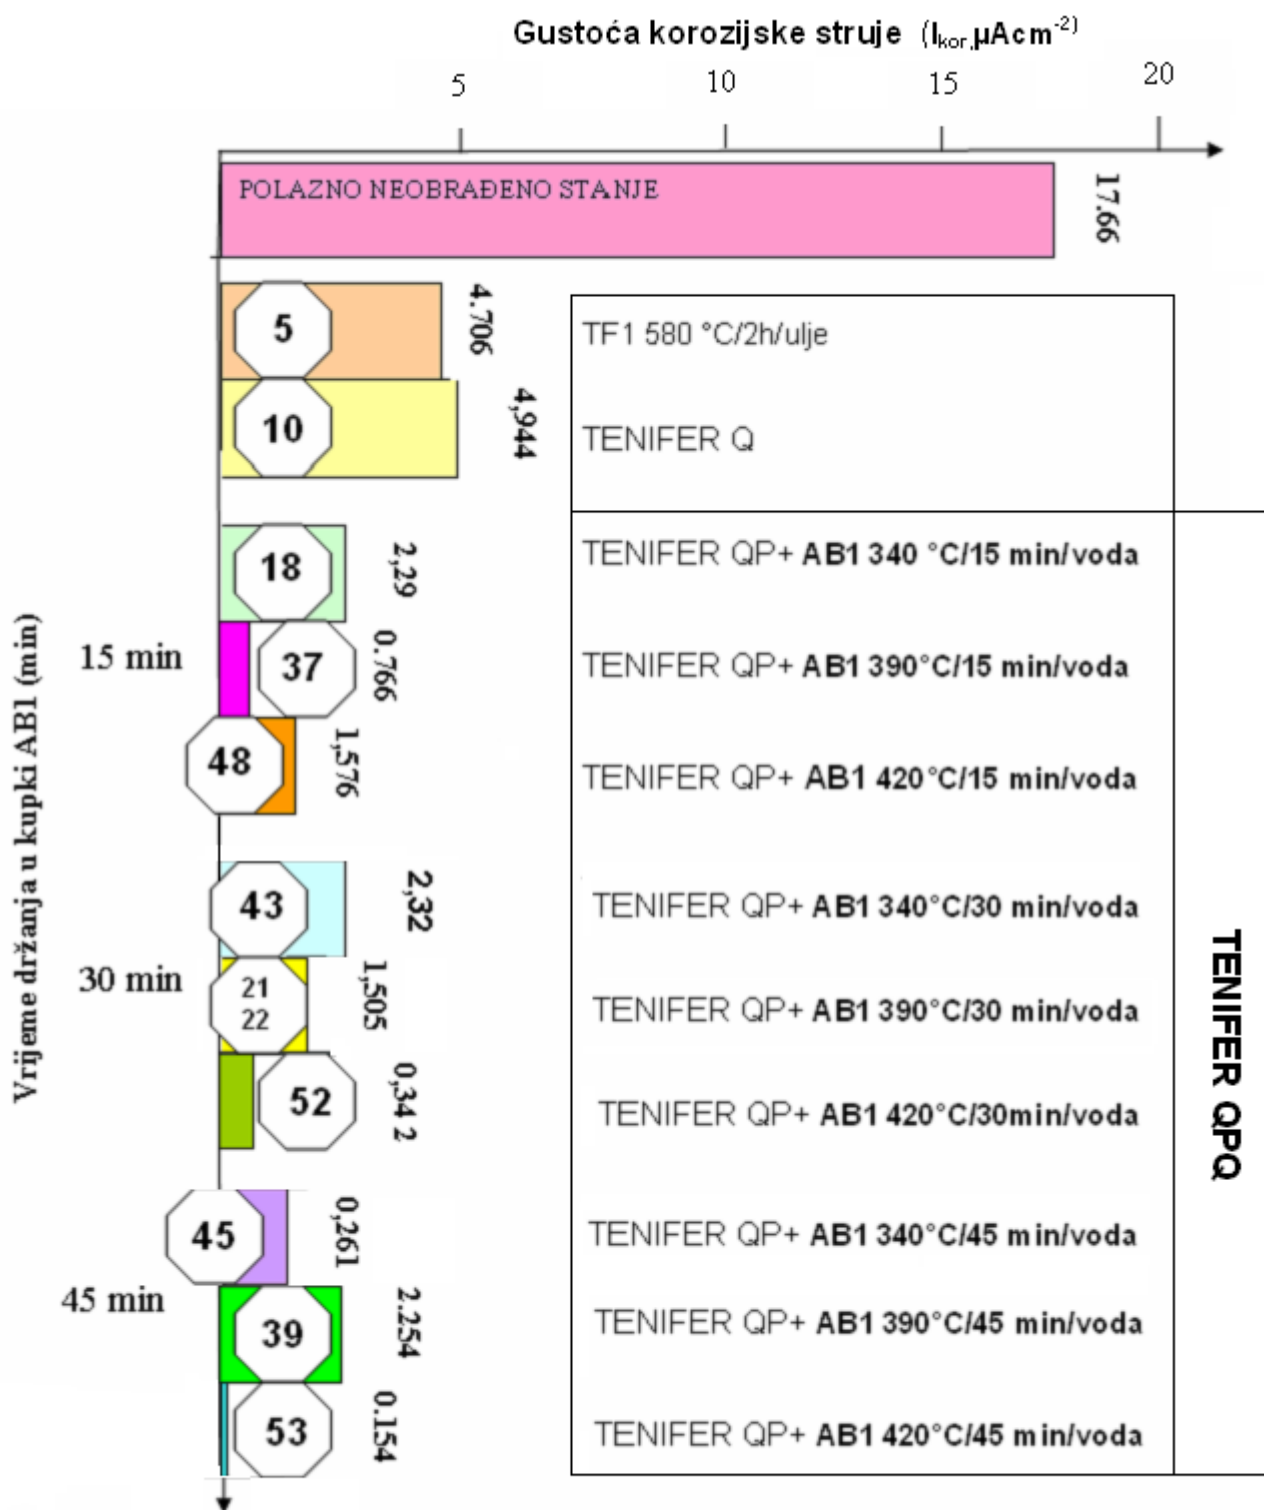 Gustoća korozijske struje (Ikor,µAcm-2)
5 10 15 20
POLAZNO NEOBRAĐENO STANJE
17.66
5
4.706
TF1 580 °C/2h/ulje
10
4,944
TENIFER Q
Vrijeme držanja u kupki AB1 (min)
15 min
18
2,29
TENIFER QP+ AB1 340 °C/15 min/voda
37
0.766
TENIFER QP+ AB1 390°C/15 min/voda
48
1,576
TENIFER QP+ AB1 420°C/15 min/voda
30 min
43
2,32
TENIFER QP+ AB1 340°C/30 min/voda
21
22
1,505
TENIFER QP+ AB1 390°C/30 min/voda
52
0,34 2
TENIFER QP+ AB1 420°C/30min/voda
45 min
45
0,261
TENIFER QP+ AB1 340°C/45 min/voda
39
2.254
TENIFER QP+ AB1 390°C/45 min/voda
53
0.154
TENIFER QP+ AB1 420°C/45 min/voda
TENIFER QPQ